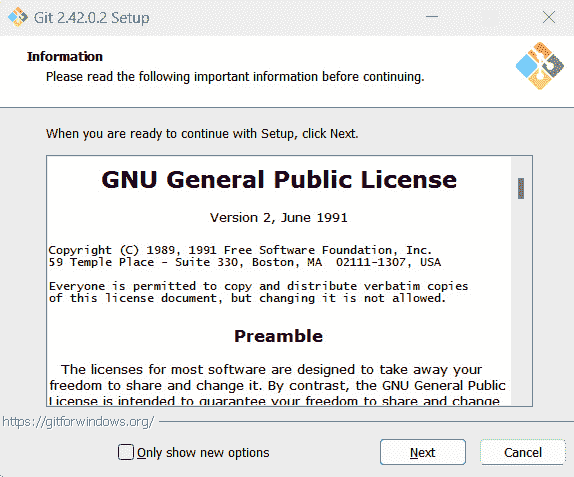 Git 2.42.0.2 Setup
Information
Please read the following important information before continuing.
When you are ready to continue with Setup, click Next.
GNU General Public License
Version 2, June 1991
Copyright (C) 1989, 1991 Free Software Foundation, Inc.
59 Temple Place - Suite 330, Boston, MA  02111-1307, USA
Everyone is permitted to copy and distribute verbatim copies
of this license document, but changing it is not allowed.
Preamble
The licenses for most software are designed to take away your
freedom to share and change it. By contrast, the GNU General Public
License is intended to guarantee your freedom to share and change
https://gitforwindows.org/
Only show new options
Next
Cancel